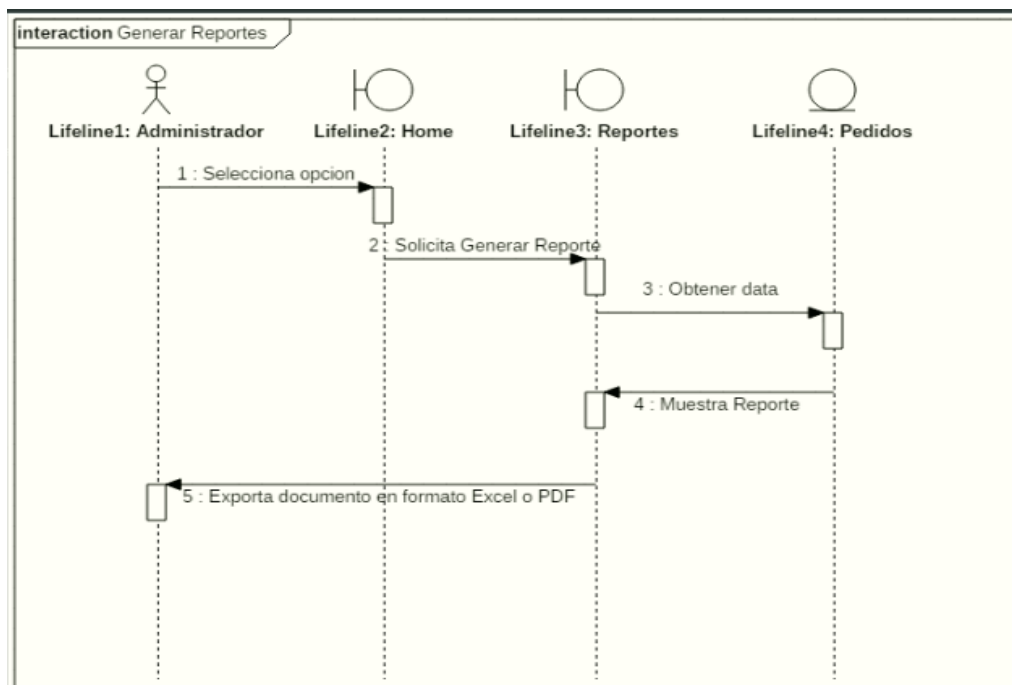 interaction Generar Reportes
Lifeline1: Administrador
Lifeline2: Home
Lifeline3: Reportes
Lifeline4: Pedidos
1 : Selecciona opcion
2 : Solicita Generar Reporte
3 : Obtener data
4 : Muestra Reporte
5 : Exporta documento en formato Excel o PDF